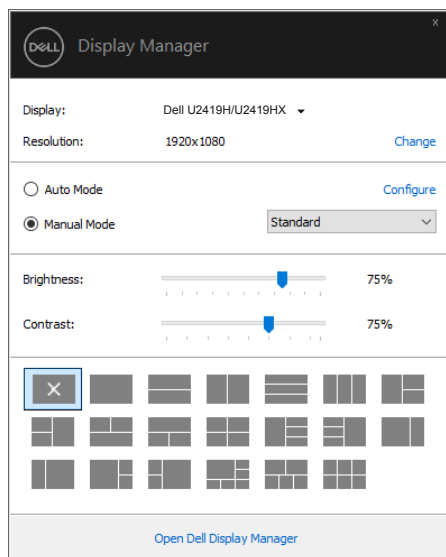 x
DELL Display Manager
Display: Dell U2419H/U2419HX
Resolution: 1920x1080 Change
Auto Mode Configure
Manual Mode Standard
Brightness: 75%
Contrast: 75%
Open Dell Display Manager